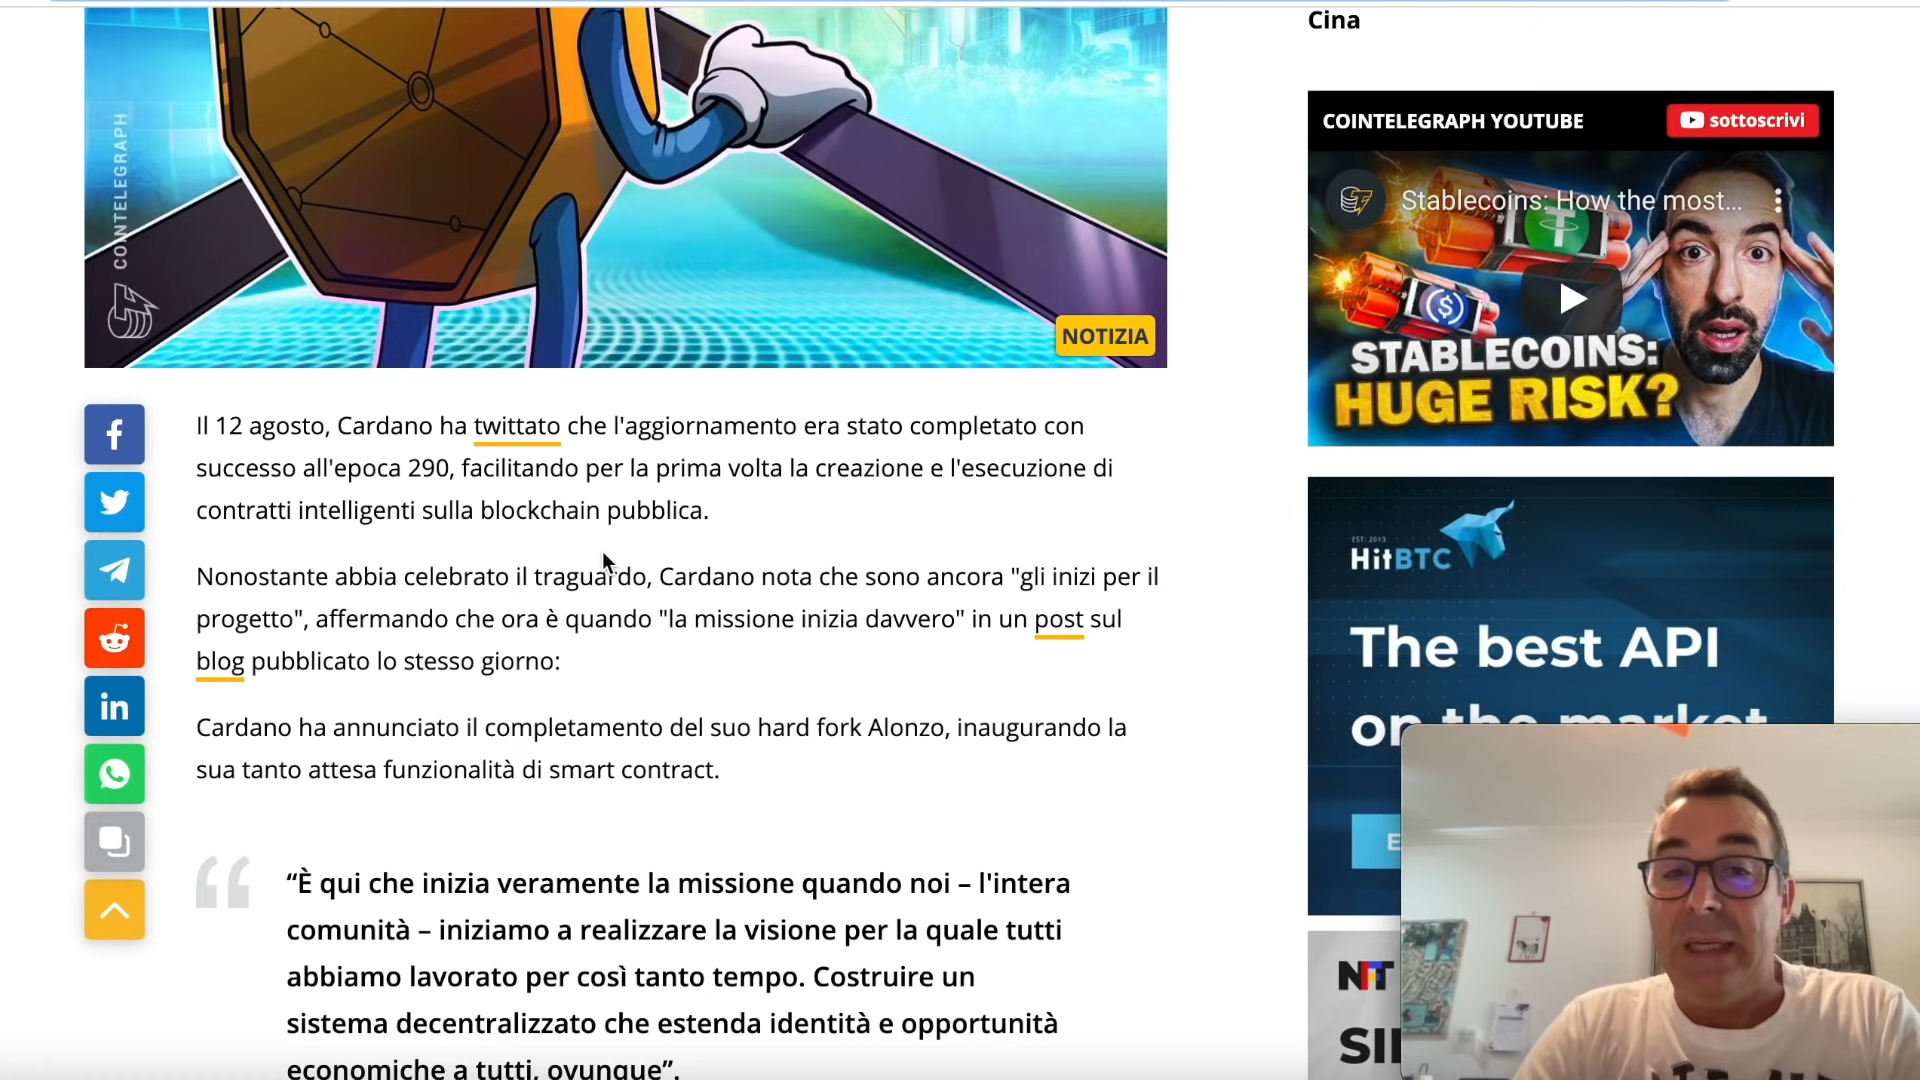 Cina
COINTELEGRAPH
NOTIZIA
Il 12 agosto, Cardano ha twittato che l'aggiornamento era stato completato con
successo all'epoca 290, facilitando per la prima volta la creazione e l'esecuzione di
contratti intelligenti sulla blockchain pubblica.
Nonostante abbia celebrato il traguardo, Cardano nota che sono ancora "gli inizi per il
progetto", affermando che ora è quando "la missione inizia davvero" in un post sul
blog pubblicato lo stesso giorno:
Cardano ha annunciato il completamento del suo hard fork Alonzo, inaugurando la
sua tanto attesa funzionalità di smart contract.
“È qui che inizia veramente la missione quando noi – l'intera
comunità – iniziamo a realizzare la visione per la quale tutti
abbiamo lavorato per così tanto tempo. Costruire un
sistema decentralizzato che estenda identità e opportunità
economiche a tutti, ovunque”.
COINTELEGRAPH YOUTUBE
sottoscrivi
Stablecoins: How the most...
STABLECOINS:
HUGE RISK?
EST: 2013
HitBTC
The best API
on the market
NFT